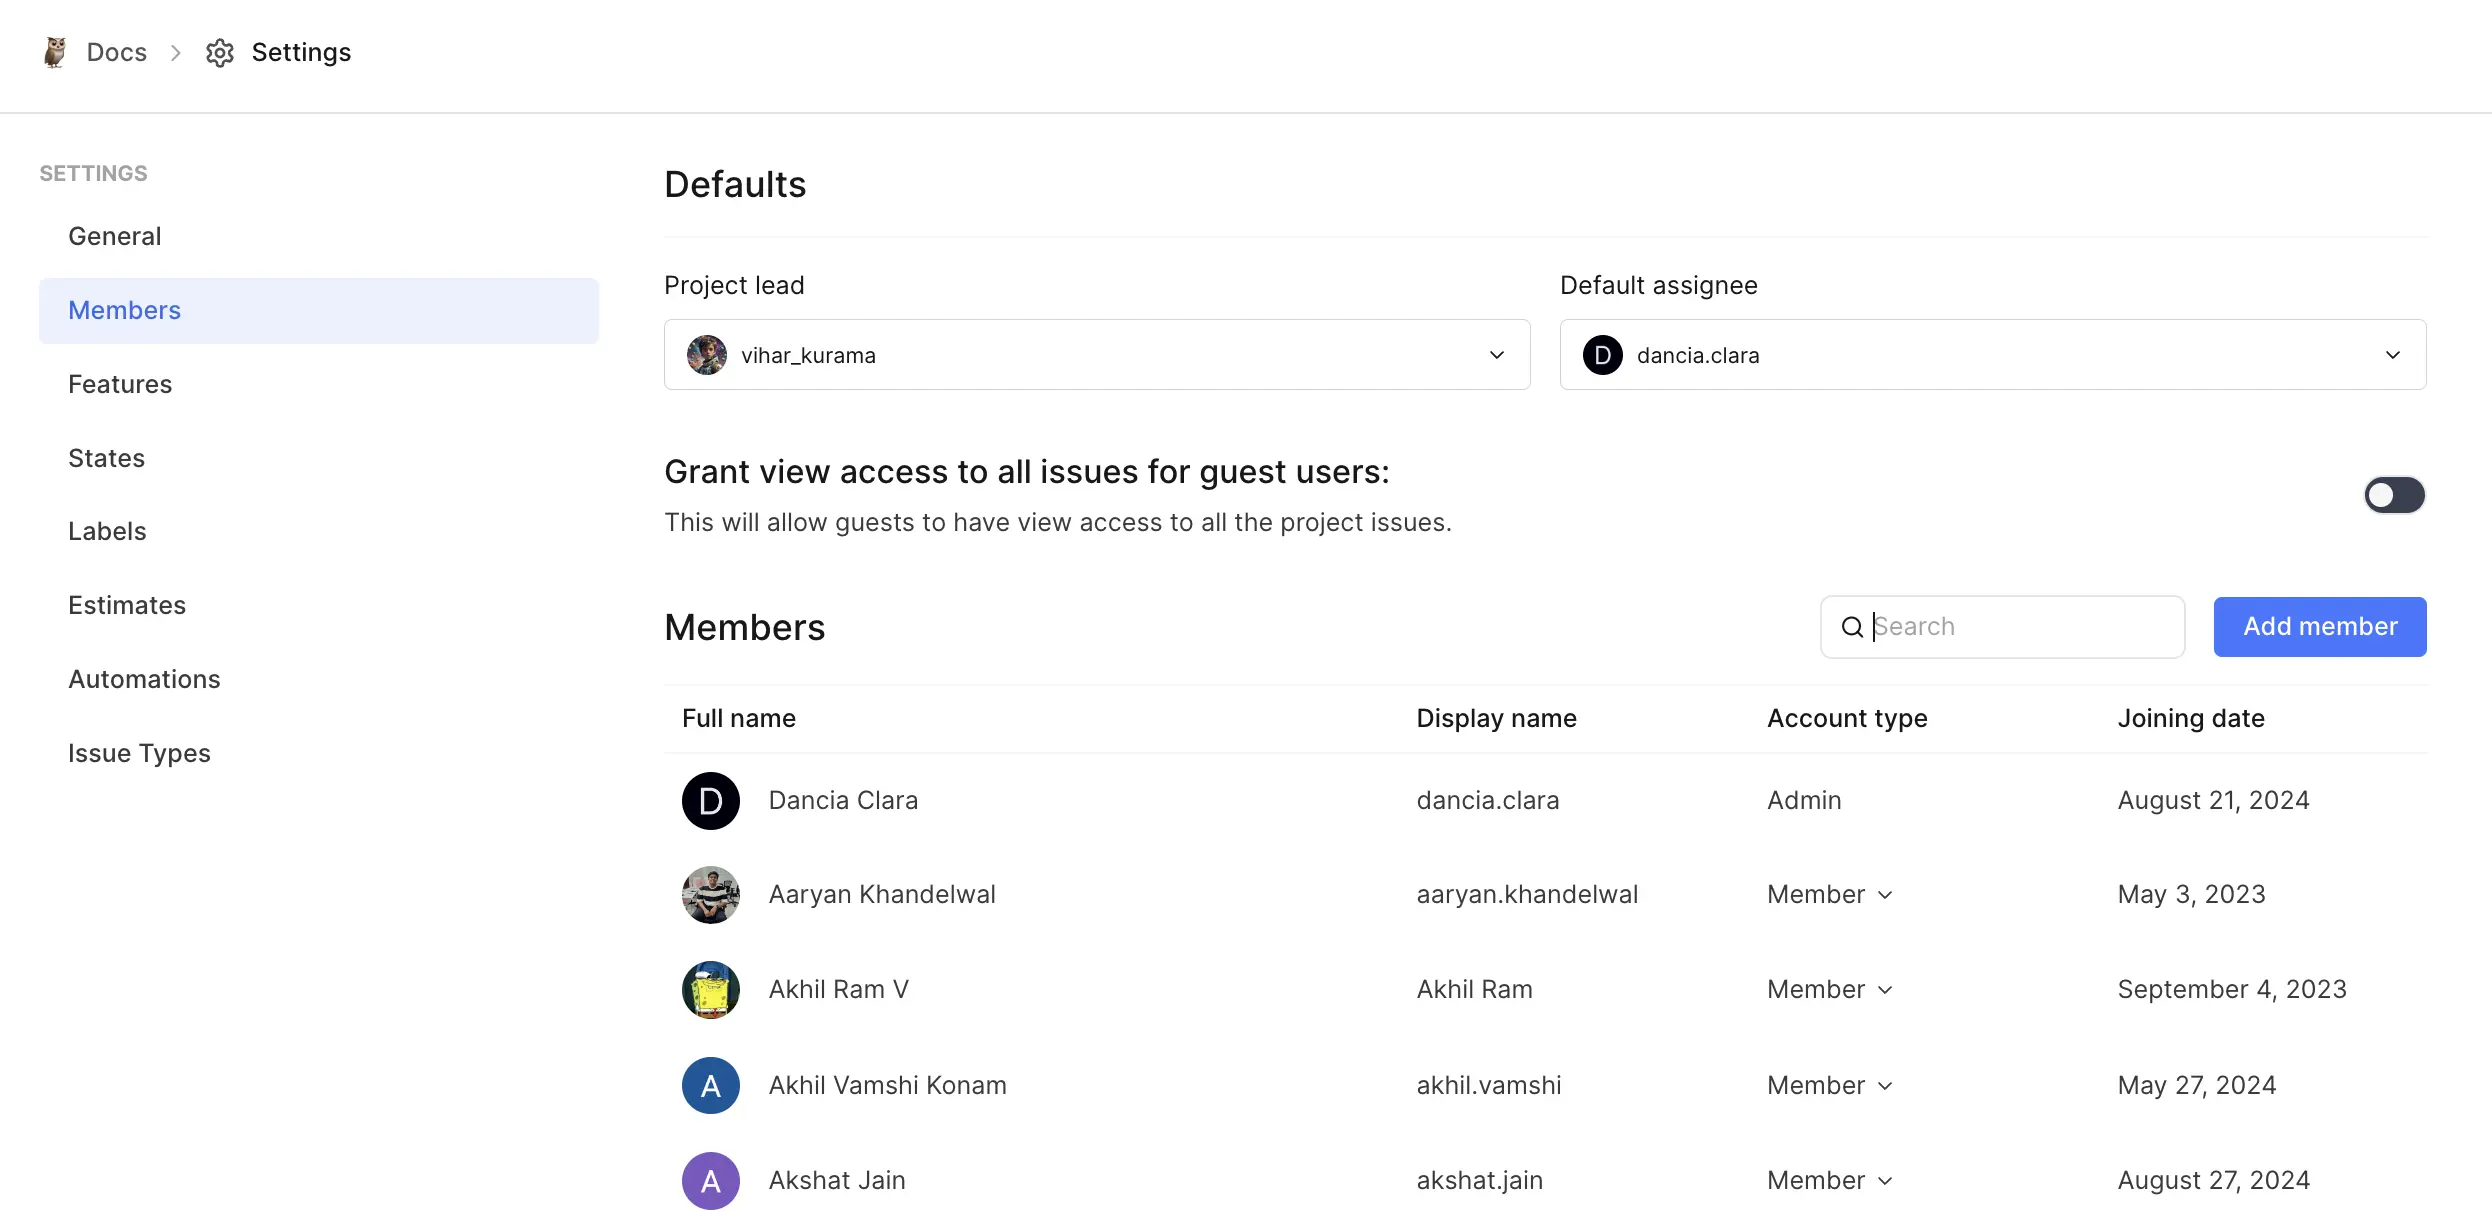 Docs > Settings
SETTINGS
General
Members
Features
States
Labels
Estimates
Automations
Issue Types
Defaults
Project lead Default assignee
vihar_kurama D dancia.clara
Grant view access to all issues for guest users:
This will allow guests to have view access to all the project issues.
Members Search Add member
Full name Display name Account type Joining date
D Dancia Clara dancia.clara Admin August 21, 2024
Aaryan Khandelwal aaryan.khandelwal Member May 3, 2023
Akhil Ram V Akhil Ram Member September 4, 2023
A Akhil Vamshi Konam akhil.vamshi Member May 27, 2024
A Akshat Jain akshat.jain Member August 27, 2024